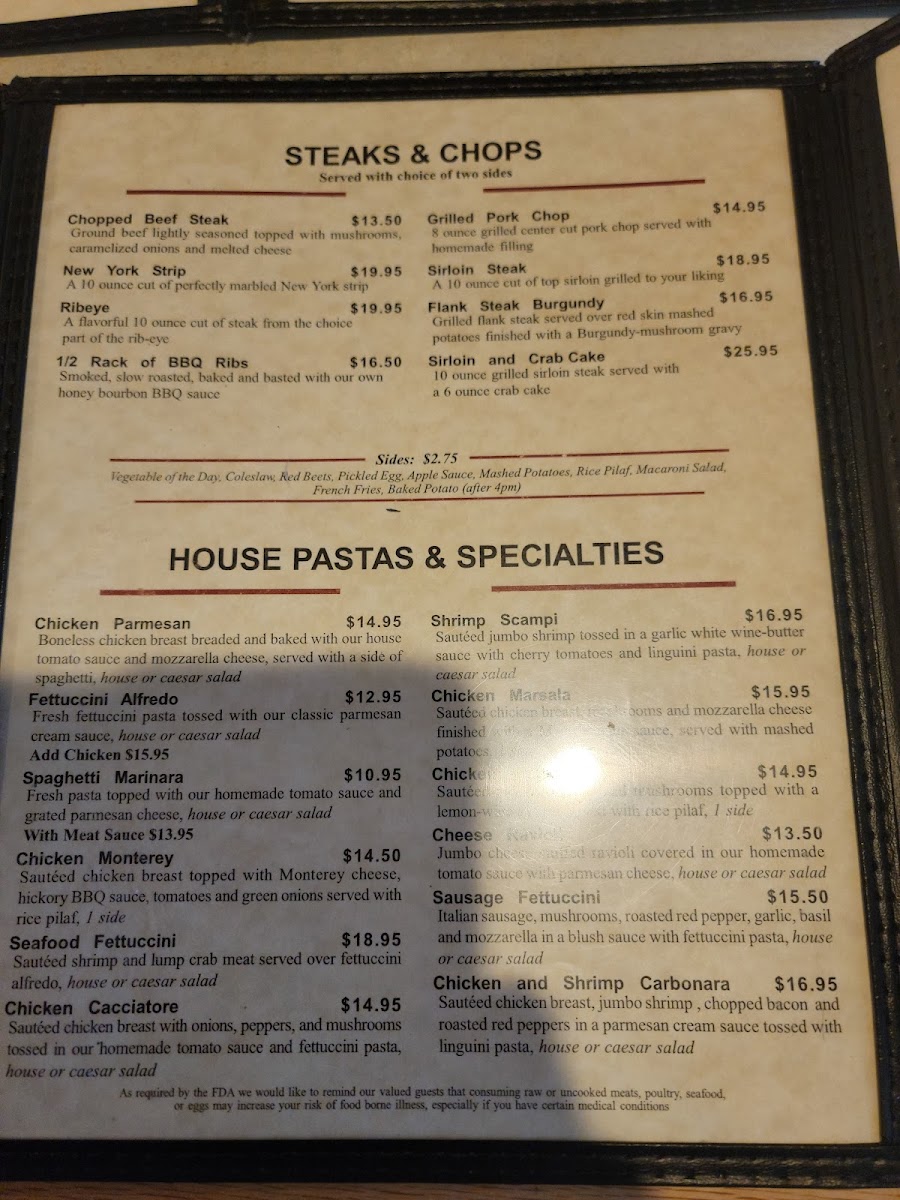 STEAKS & CHOPS
Served with choice of two sides
Chopped Beef Steak $13.50
Ground beef lightly seasoned topped with mushrooms,
caramelized onions and melted cheese
New York Strip $19.95
A 10 ounce cut of perfectly marbled New York strip
Ribeye $19.95
A flavorful 10 ounce cut of steak from the choice
part of the rib-eye
1/2 Rack of BBQ Ribs $16.50
Smoked, slow roasted, baked and basted with our own
honey bourbon BBQ sauce
Grilled Pork Chop $14.95
8 ounce grilled center cut pork chop served with
homemade filling
Sirloin Steak $18.95
A 10 ounce cut of top sirloin grilled to your liking
Flank Steak Burgundy $16.95
Grilled flank steak served over red skin mashed
potatoes finished with a Burgundy-mushroom gravy
Sirloin and Crab Cake $25.95
10 ounce grilled sirloin steak served with
a 6 ounce crab cake
Sides: $2.75
Vegetable of the Day, Coleslaw, Red Beets, Pickled Egg, Apple Sauce, Mashed Potatoes, Rice Pilaf, Macaroni Salad,
French Fries, Baked Potato (after 4pm)
HOUSE PASTAS & SPECIALTIES
Chicken Parmesan $14.95
Boneless chicken breast breaded and baked with our house
tomato sauce and mozzarella cheese, served with a side of
spaghetti, house or caesar salad
Fettuccini Alfredo $12.95
Fresh fettuccini pasta tossed with our classic parmesan
cream sauce, house or caesar salad
Add Chicken $15.95
Spaghetti Marinara $10.95
Fresh pasta topped with our homemade tomato sauce and
grated parmesan cheese, house or caesar salad
With Meat Sauce $13.95
Chicken Monterey $14.50
Sautéed chicken breast topped with Monterey cheese,
hickory BBQ sauce, tomatoes and green onions served with
rice pilaf, 1 side
Seafood Fettuccini $18.95
Sautéed shrimp and lump crab meat served over fettuccini
alfredo, house or caesar salad
Chicken Cacciatore $14.95
Sautéed chicken breast with onions, peppers, and mushrooms
tossed in our homemade tomato sauce and fettuccini pasta,
house or caesar salad
Shrimp Scampi $16.95
Sautéed jumbo shrimp tossed in a garlic white wine-butter
sauce with cherry tomatoes and linguini pasta, house or
caesar salad
Chicken Marsala $15.95
Sautéed chicken breast, mushrooms and mozzarella cheese
finished sauce, served with mashed
potatoes,
$14.95
mushrooms topped with a
with rice pilaf, 1 side
Cheese Ravioli $13.50
Jumbo cheese stuffed ravioli covered in our homemade
tomato sauce with parmesan cheese, house or caesar salad
Sausage Fettuccini $15.50
Italian sausage, mushrooms, roasted red pepper, garlic, basil
and mozzarella in a blush sauce with fettuccini pasta, house
or caesar salad
Chicken and Shrimp Carbonara $16.95
Sautéed chicken breast, jumbo shrimp , chopped bacon and
roasted red peppers in a parmesan cream sauce tossed with
linguini pasta, house or caesar salad
As required by the FDA we would like to remind our valued guests that consuming raw or uncooked meats, poultry, seafood,
or eggs may increase your risk of food borne illness, especially if you have certain medical conditions